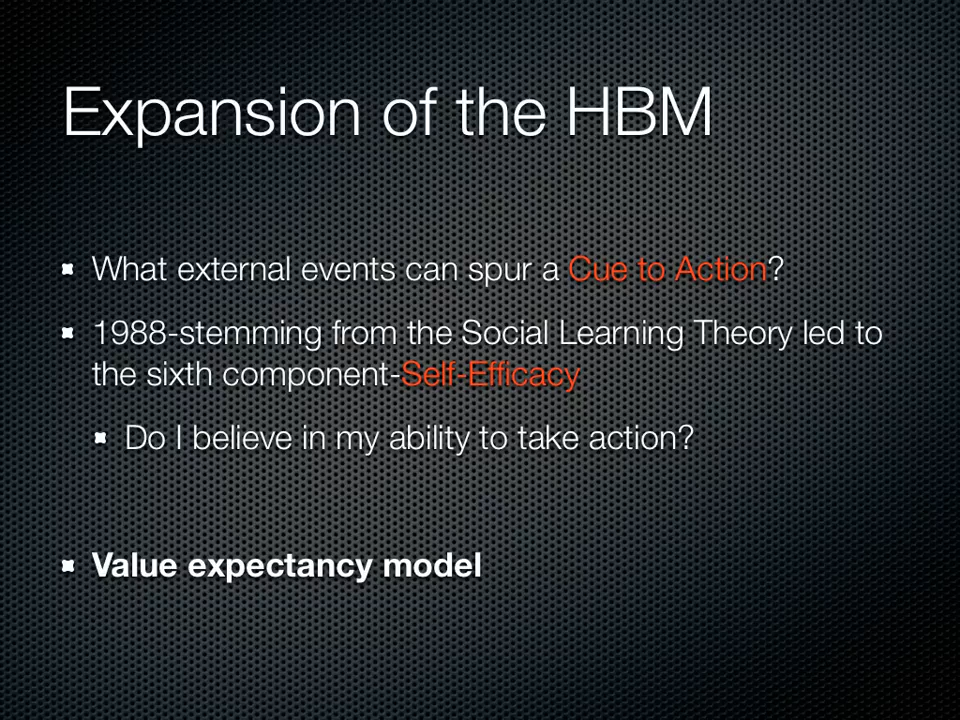 Expansion of the HBM
What external events can spur a Cue to Action?
1988-stemming from the Social Learning Theory led to
the sixth component-Self-Efficacy
Do I believe in my ability to take action?
Value expectancy model